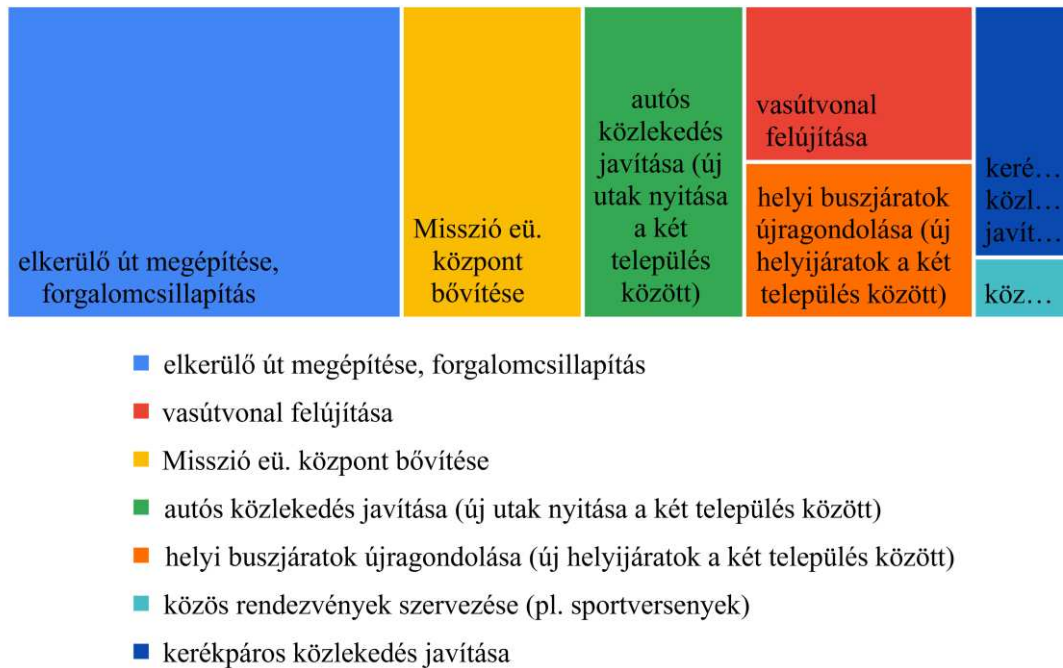 elkerülő út megépítése,
forgalomcsillapítás
Misszió eü.
központ
bővítése
autós
közlekedés
javítása (új
utak nyitása
a két
település
között)
vasútvonal
felújítása
helyi buszjáratok
újragondolása (új
helyijáratok a két
település között)
keré…
közl…
javít…
köz…
elkerülő út megépítése, forgalomcsillapítás
vasútvonal felújítása
Misszió eü. központ bővítése
autós közlekedés javítása (új utak nyitása a két település között)
helyi buszjáratok újragondolása (új helyijáratok a két település között)
közös rendezvények szervezése (pl. sportversenyek)
kerékpáros közlekedés javítása